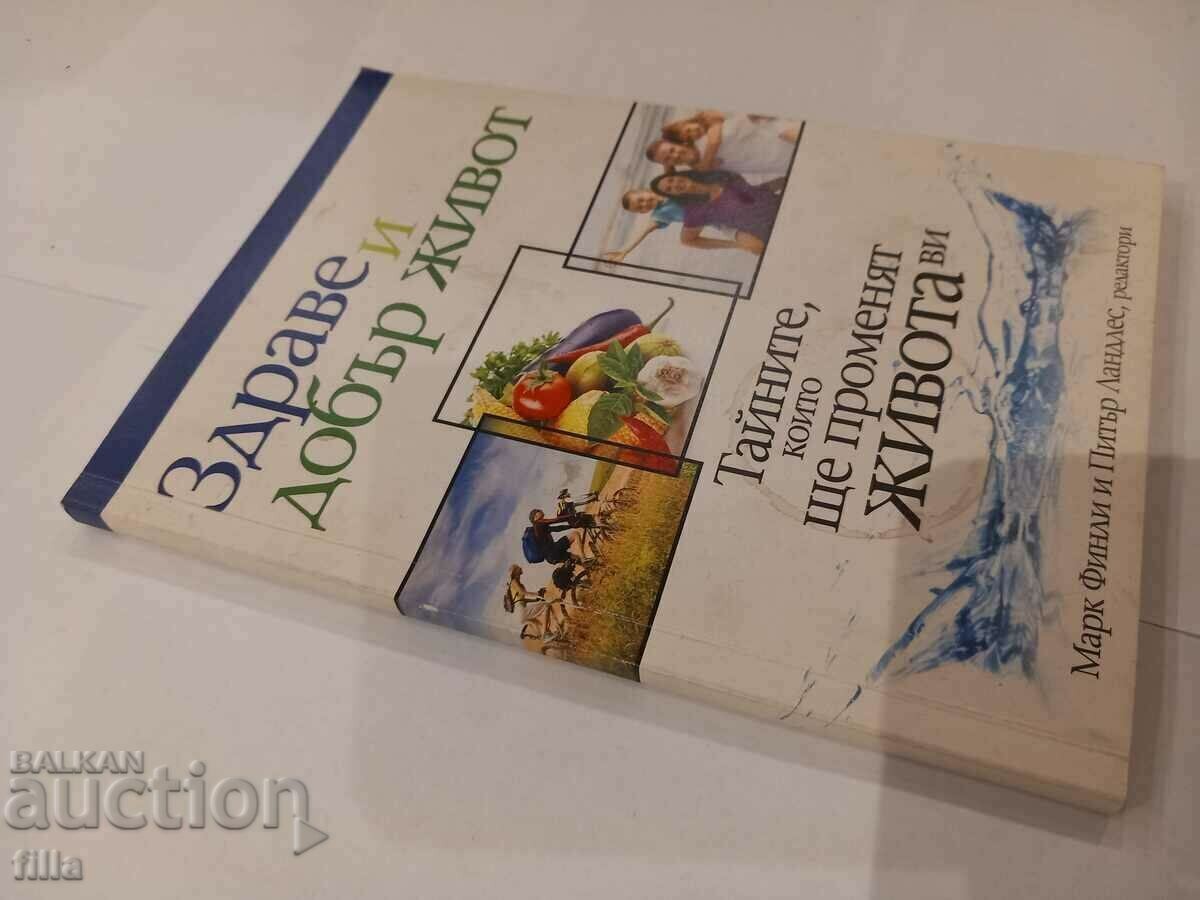 Здраве
и
добър живот
Тайните,
които
ще променят
живота ви
Марк Финли и Питър Ландлес, редактори
BALKAN
auction
filla